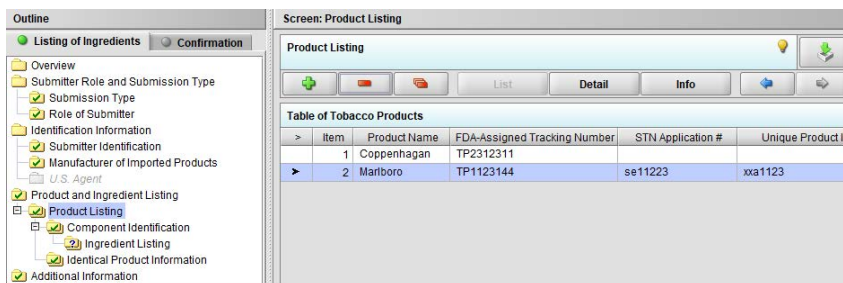 Outline
Listing of Ingredients Confirmation
Overview
Submitter Role and Submission Type
Submission Type
Role of Submitter
Identification Information
Submitter Identification
Manufacturer of Imported Products
U.S. Agent
Product and Ingredient Listing
Product Listing
Component Identification
Ingredient Listing
Identical Product Information
Additional Information
Screen: Product Listing
Product Listing
List Detail Info
Table of Tobacco Products
> Item Product Name FDA-Assigned Tracking Number STN Application # Unique Product I
1 Coppenhagan TP2312311
2 Marlboro TP1123144 se11223 xxa1123